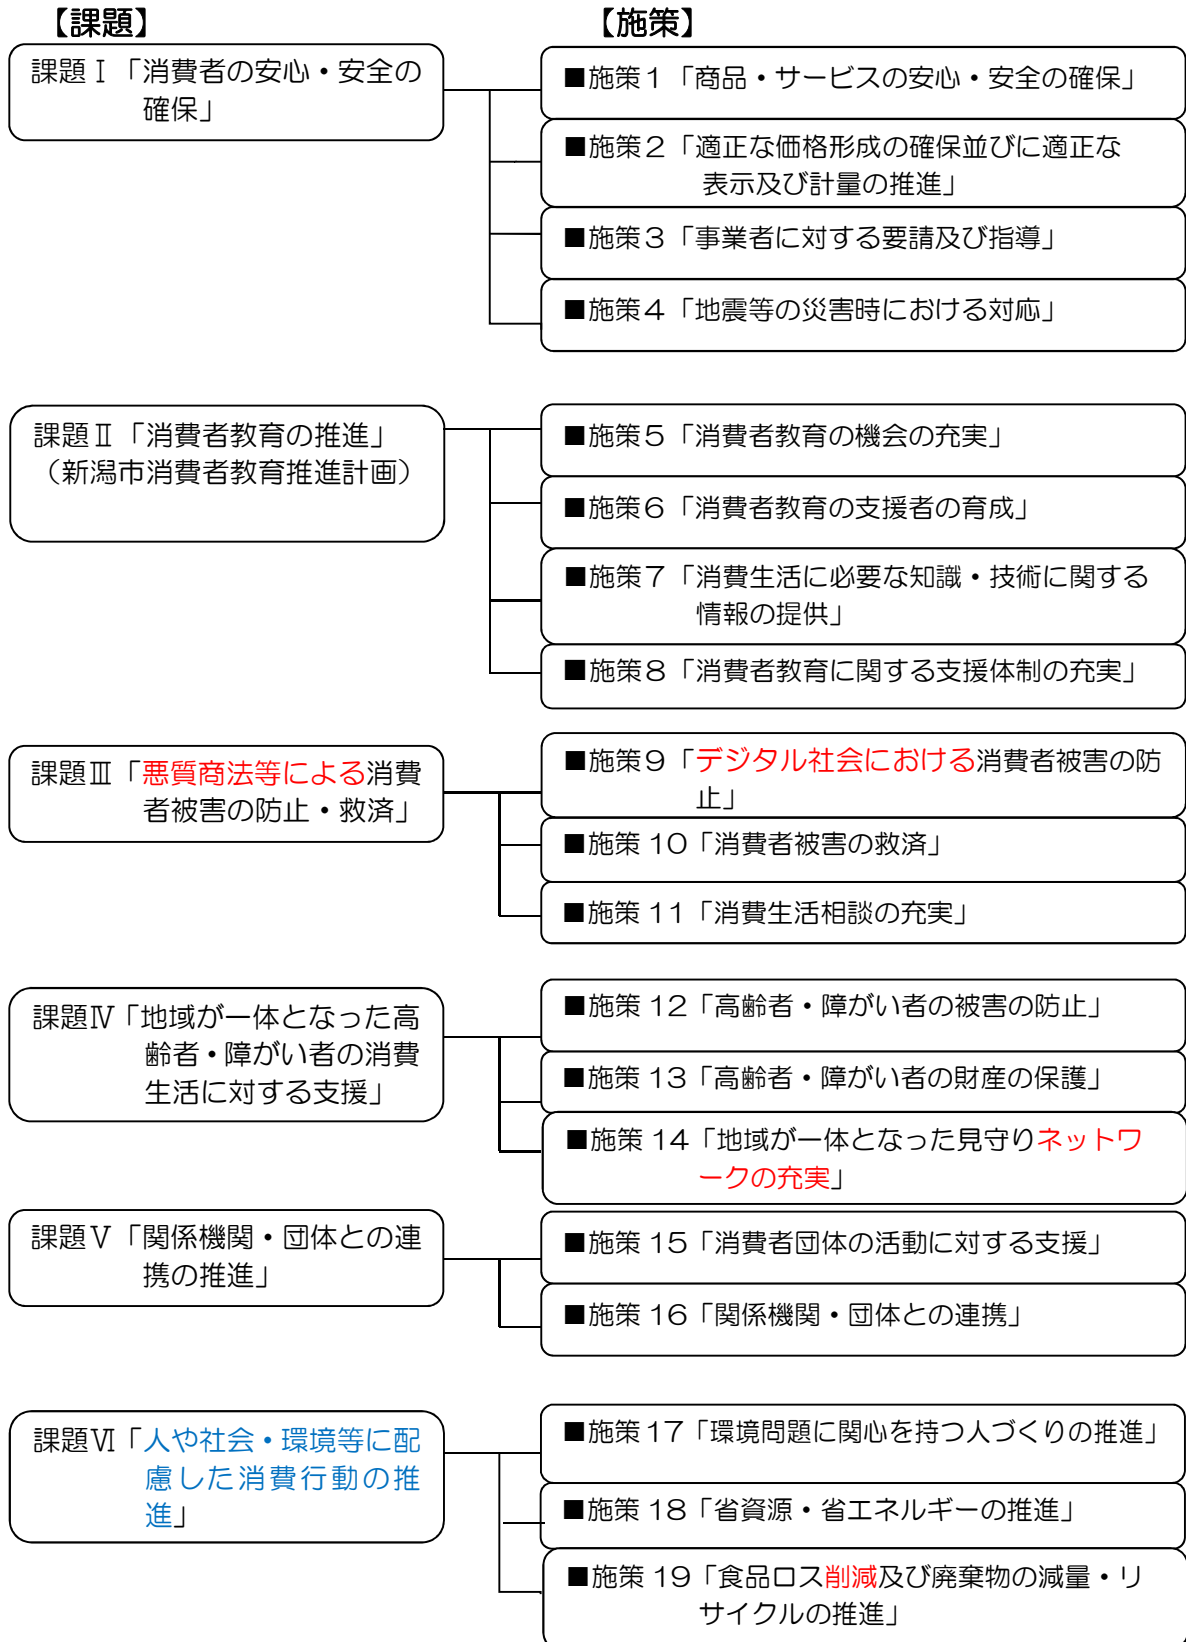 【課題】
【施策】
課題Ⅰ「消費者の安心・安全の
確保」
■施策１「商品・サービスの安心・安全の確保」
■施策２「適正な価格形成の確保並びに適正な
表示及び計量の推進」
■施策３「事業者に対する要請及び指導」
■施策４「地震等の災害時における対応」
課題Ⅱ「消費者教育の推進」
（新潟市消費者教育推進計画）
■施策５「消費者教育の機会の充実」
■施策６「消費者教育の支援者の育成」
■施策７「消費生活に必要な知識・技術に関する
情報の提供」
■施策８「消費者教育に関する支援体制の充実」
課題Ⅲ「悪質商法等による消費
者被害の防止・救済」
■施策９「デジタル社会における消費者被害の防
止」
■施策 10「消費者被害の救済」
■施策 11「消費生活相談の充実」
課題Ⅳ「地域が一体となった高
齢者・障がい者の消費
生活に対する支援」
■施策 12「高齢者・障がい者の被害の防止」
■施策 13「高齢者・障がい者の財産の保護」
■施策 14「地域が一体となった見守りネットワ
ークの充実」
課題Ⅴ「関係機関・団体との連
携の推進」
■施策 15「消費者団体の活動に対する支援」
■施策 16「関係機関・団体との連携」
課題Ⅵ「人や社会・環境等に配
慮した消費行動の推
進」
■施策 17「環境問題に関心を持つ人づくりの推進」
■施策 18「省資源・省エネルギーの推進」
■施策 19「食品ロス削減及び廃棄物の減量・リ
サイクルの推進」